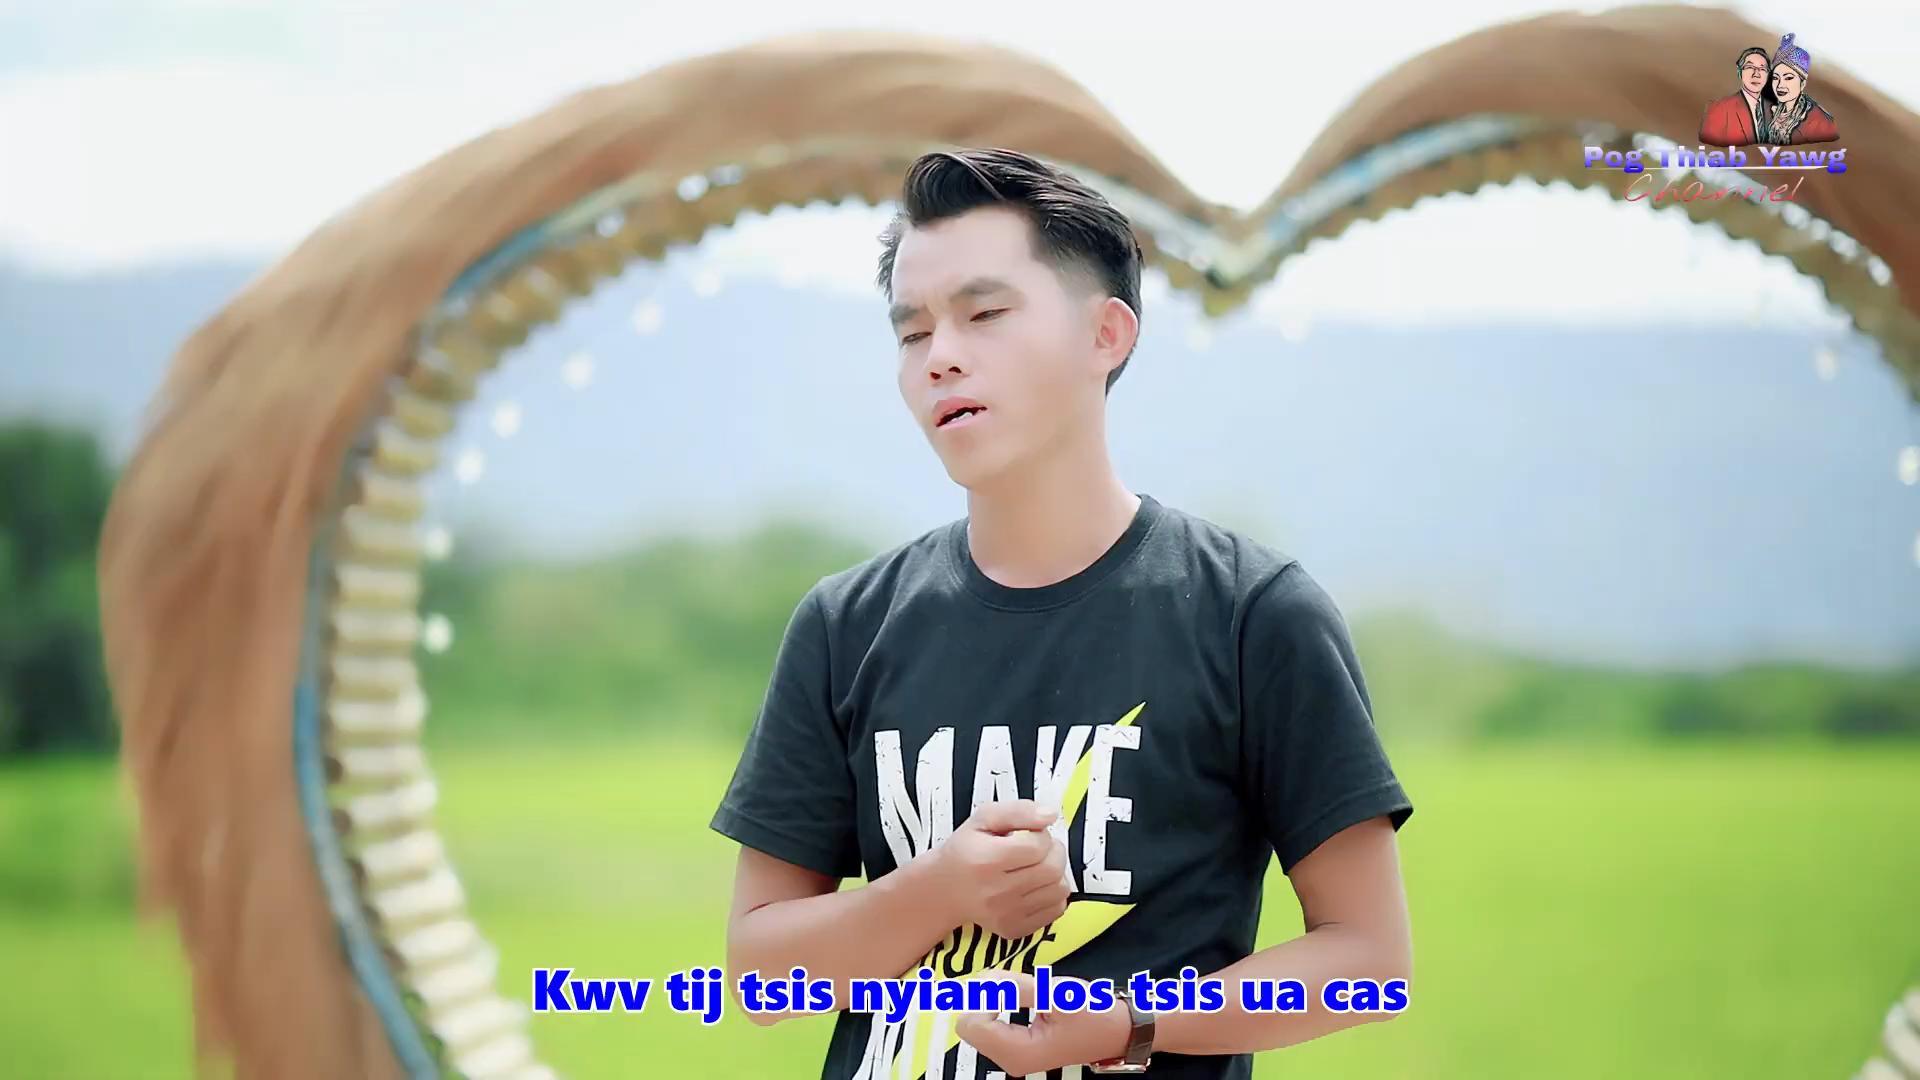 Pog Thiab Yawg
Channel
MAKE
Kwv tij tsis nyiam los tsis ua cas